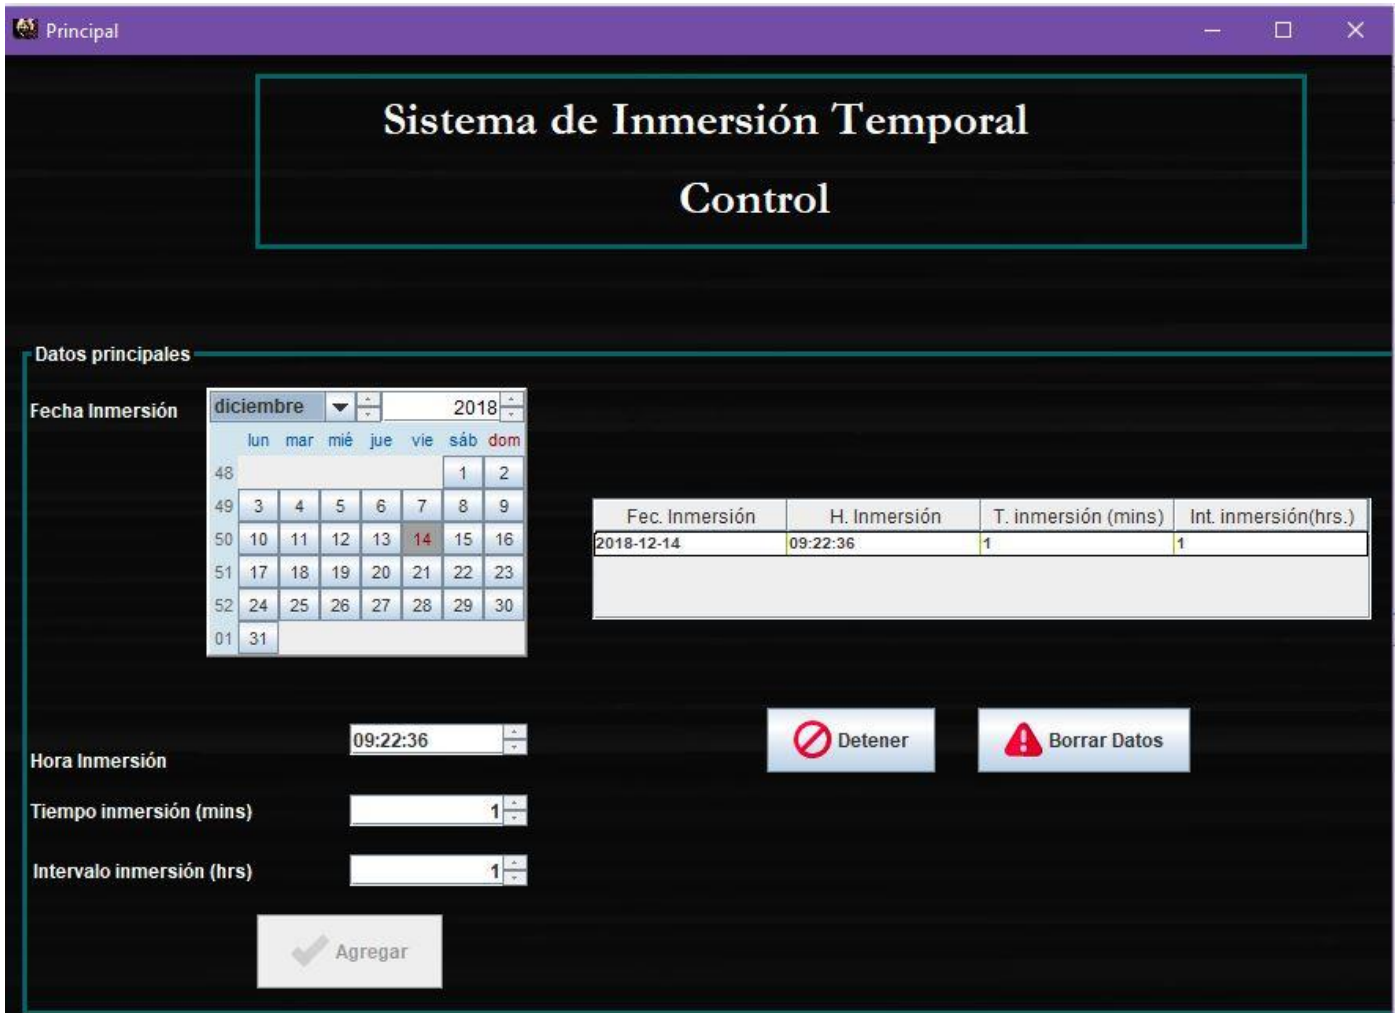 Principal
Sistema de Inmersión Temporal
Control
Datos principales
Fecha Inmersión
diciembre 2018
lun mar mié jue vie sáb dom
48 1 2
49 3 4 5 6 7 8 9
50 10 11 12 13 14 15 16
51 17 18 19 20 21 22 23
52 24 25 26 27 28 29 30
01 31
Fec. Inmersión H. Inmersión T. inmersión (mins) Int. inmersión(hrs.)
2018-12-14 09:22:36 1 1
Hora Inmersión 09:22:36
Tiempo inmersión (mins) 1
Intervalo inmersión (hrs) 1
Agregar
Detener Borrar Datos